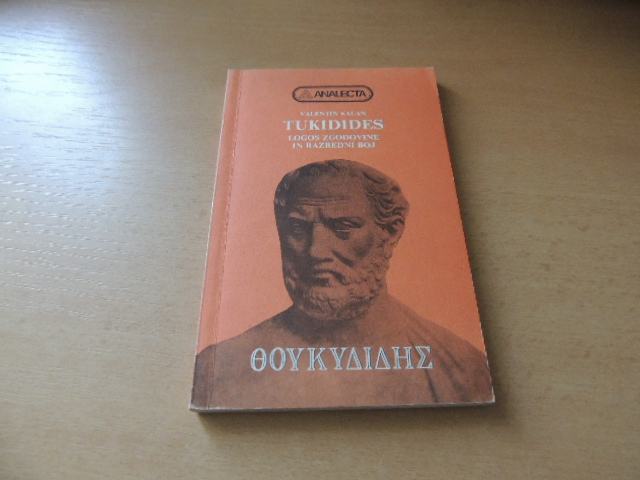 ANALECTA
VALENTIN KALAN
TUKIDIDES
LOGOS ZGODOVINE
IN RAZREDNI BOJ
ΘΟΥΚΥΔΙΔΗΣ